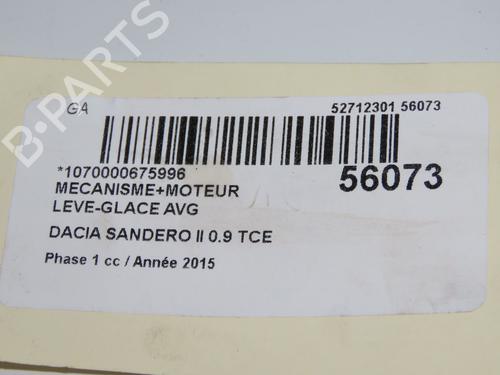 B-PARTS
GA
52712301 56073
*1070000675996
56073
MECANISME+MOTEUR
LEVE-GLACE AVG
DACIA SANDERO II 0.9 TCE
Phase 1 cc / Année 2015